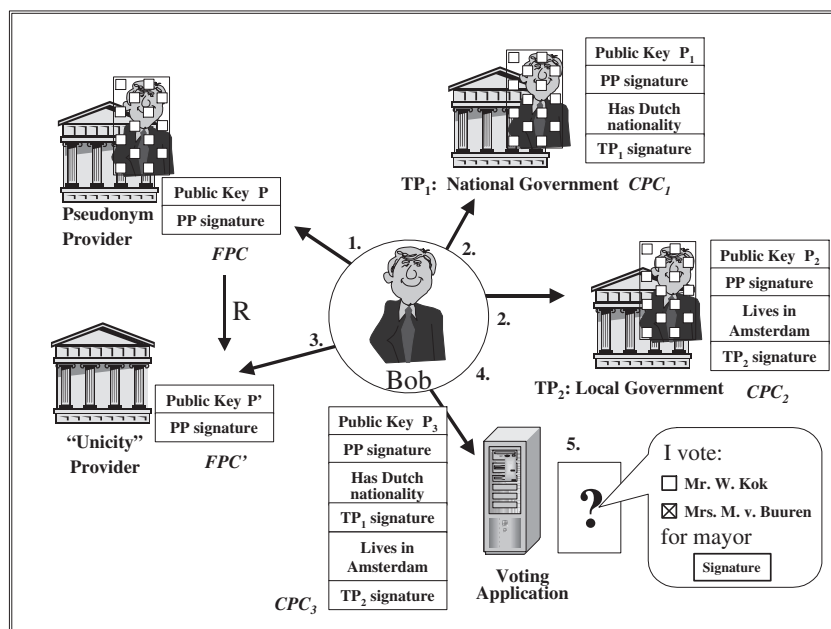 Pseudonym
Provider
Public Key P
PP signature
FPC
R
Public Key P₁
PP signature
Has Dutch
nationality
TP₁ signature
TP₁: National Government CPC₁
1.
2.
2.
3.
4.
Bob
Public Key P₂
PP signature
Lives in
Amsterdam
TP₂ signature
TP₂: Local Government CPC₂
“Unicity”
Provider
Public Key P’
PP signature
FPC’
Public Key P₃
PP signature
Has Dutch
nationality
TP₁ signature
Lives in
Amsterdam
TP₂ signature
CPC₃
Voting
Application
5.
?
I vote:
Mr. W. Kok
Mrs. M. v. Buuren
for mayor
Signature